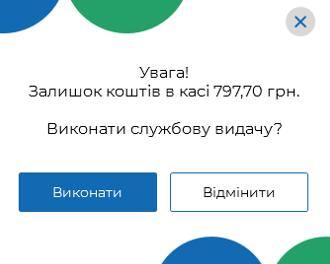 Увага!
Залишок коштів в касі 797,70 грн.
Виконати службову видачу?
Виконати
Відмінити